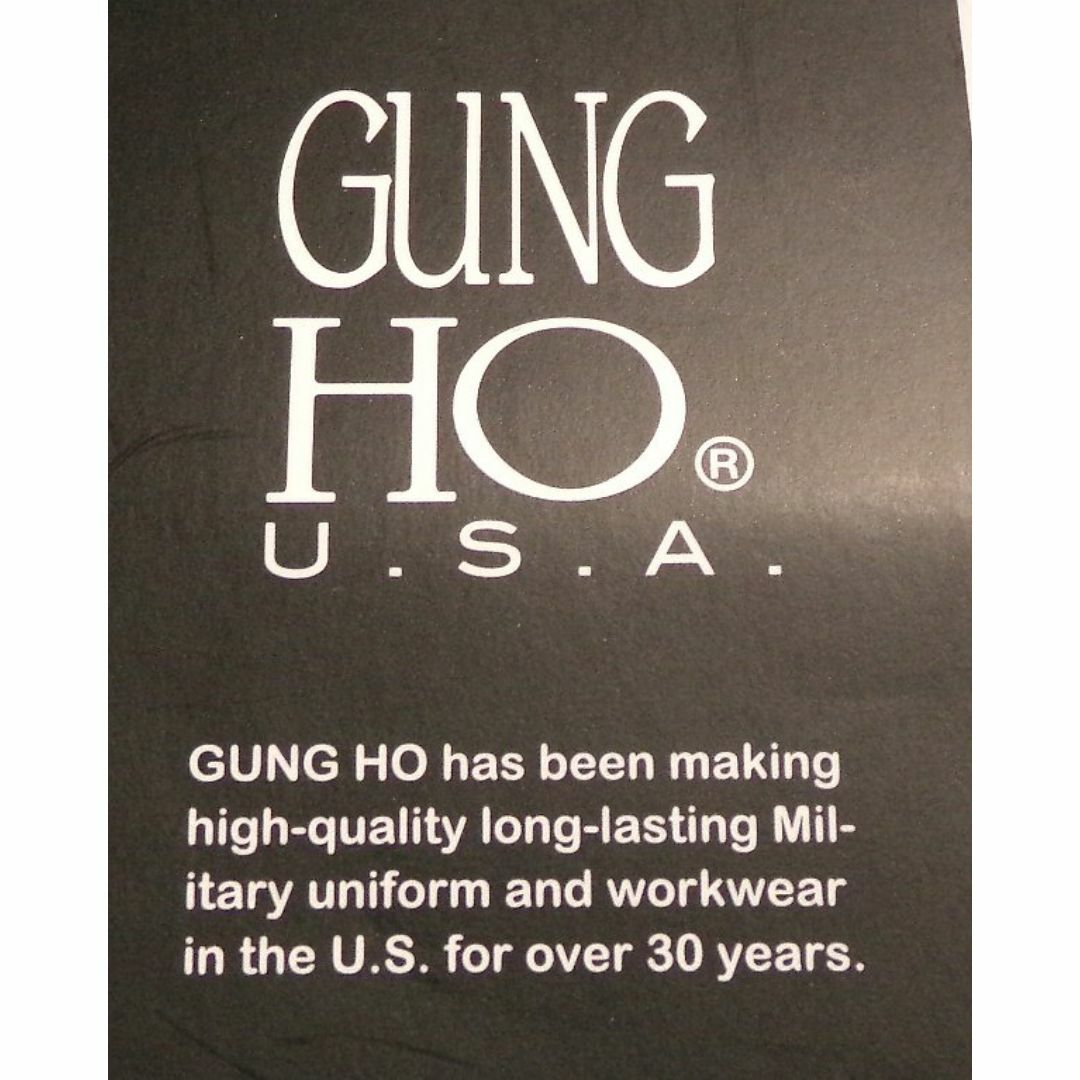 GUNG
HO®
U.S.A.
GUNG HO has been making
high-quality long-lasting Mil-
itary uniform and workwear
in the U.S. for over 30 years.